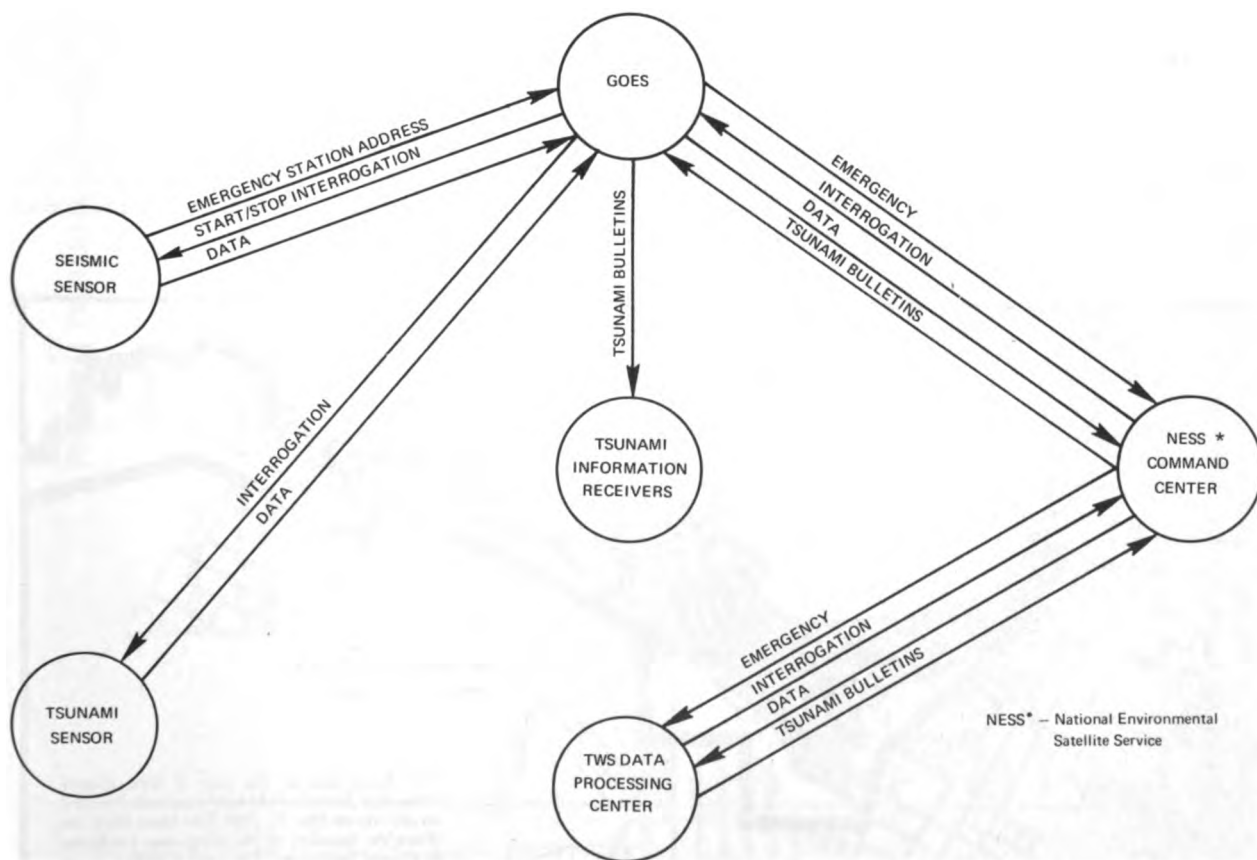 GOES
EMERGENCY STATION ADDRESS
START/STOP INTERROGATION
DATA
EMERGENCY
INTERROGATION
DATA
TSUNAMI BULLETINS
SEISMIC
SENSOR
TSUNAMI BULLETINS
INTERROGATION
DATA
TSUNAMI
INFORMATION
RECEIVERS
NESS *
COMMAND
CENTER
EMERGENCY
INTERROGATION
DATA
TSUNAMI BULLETINS
TSUNAMI
SENSOR
TWS DATA
PROCESSING
CENTER
NESS* – National Environmental
Satellite Service